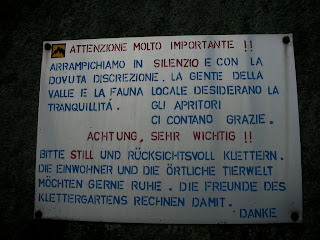 ATTENZIONE MOLTO IMPORTANTE !!
ARRAMPICHIAMO IN SILENZIO E CON LA
DOVUTA DISCREZIONE. LA GENTE DELLA
VALLE E LA FAUNA LOCALE DESIDERANO LA
TRANQUILLITÁ. GLI APRITORI
CI CONTANO GRAZIE.
ACHTUNG, SEHR WICHTIG !!
BITTE STILL UND RÜCKSICHTSVOLL KLETTERN.
DIE EINWOHNER UND DIE ÖRTLICHE TIERWELT
MÖCHTEN GERNE RUHE. DIE FREUNDE DES
KLETTERGARTENS RECHNEN DAMIT.
DANKE